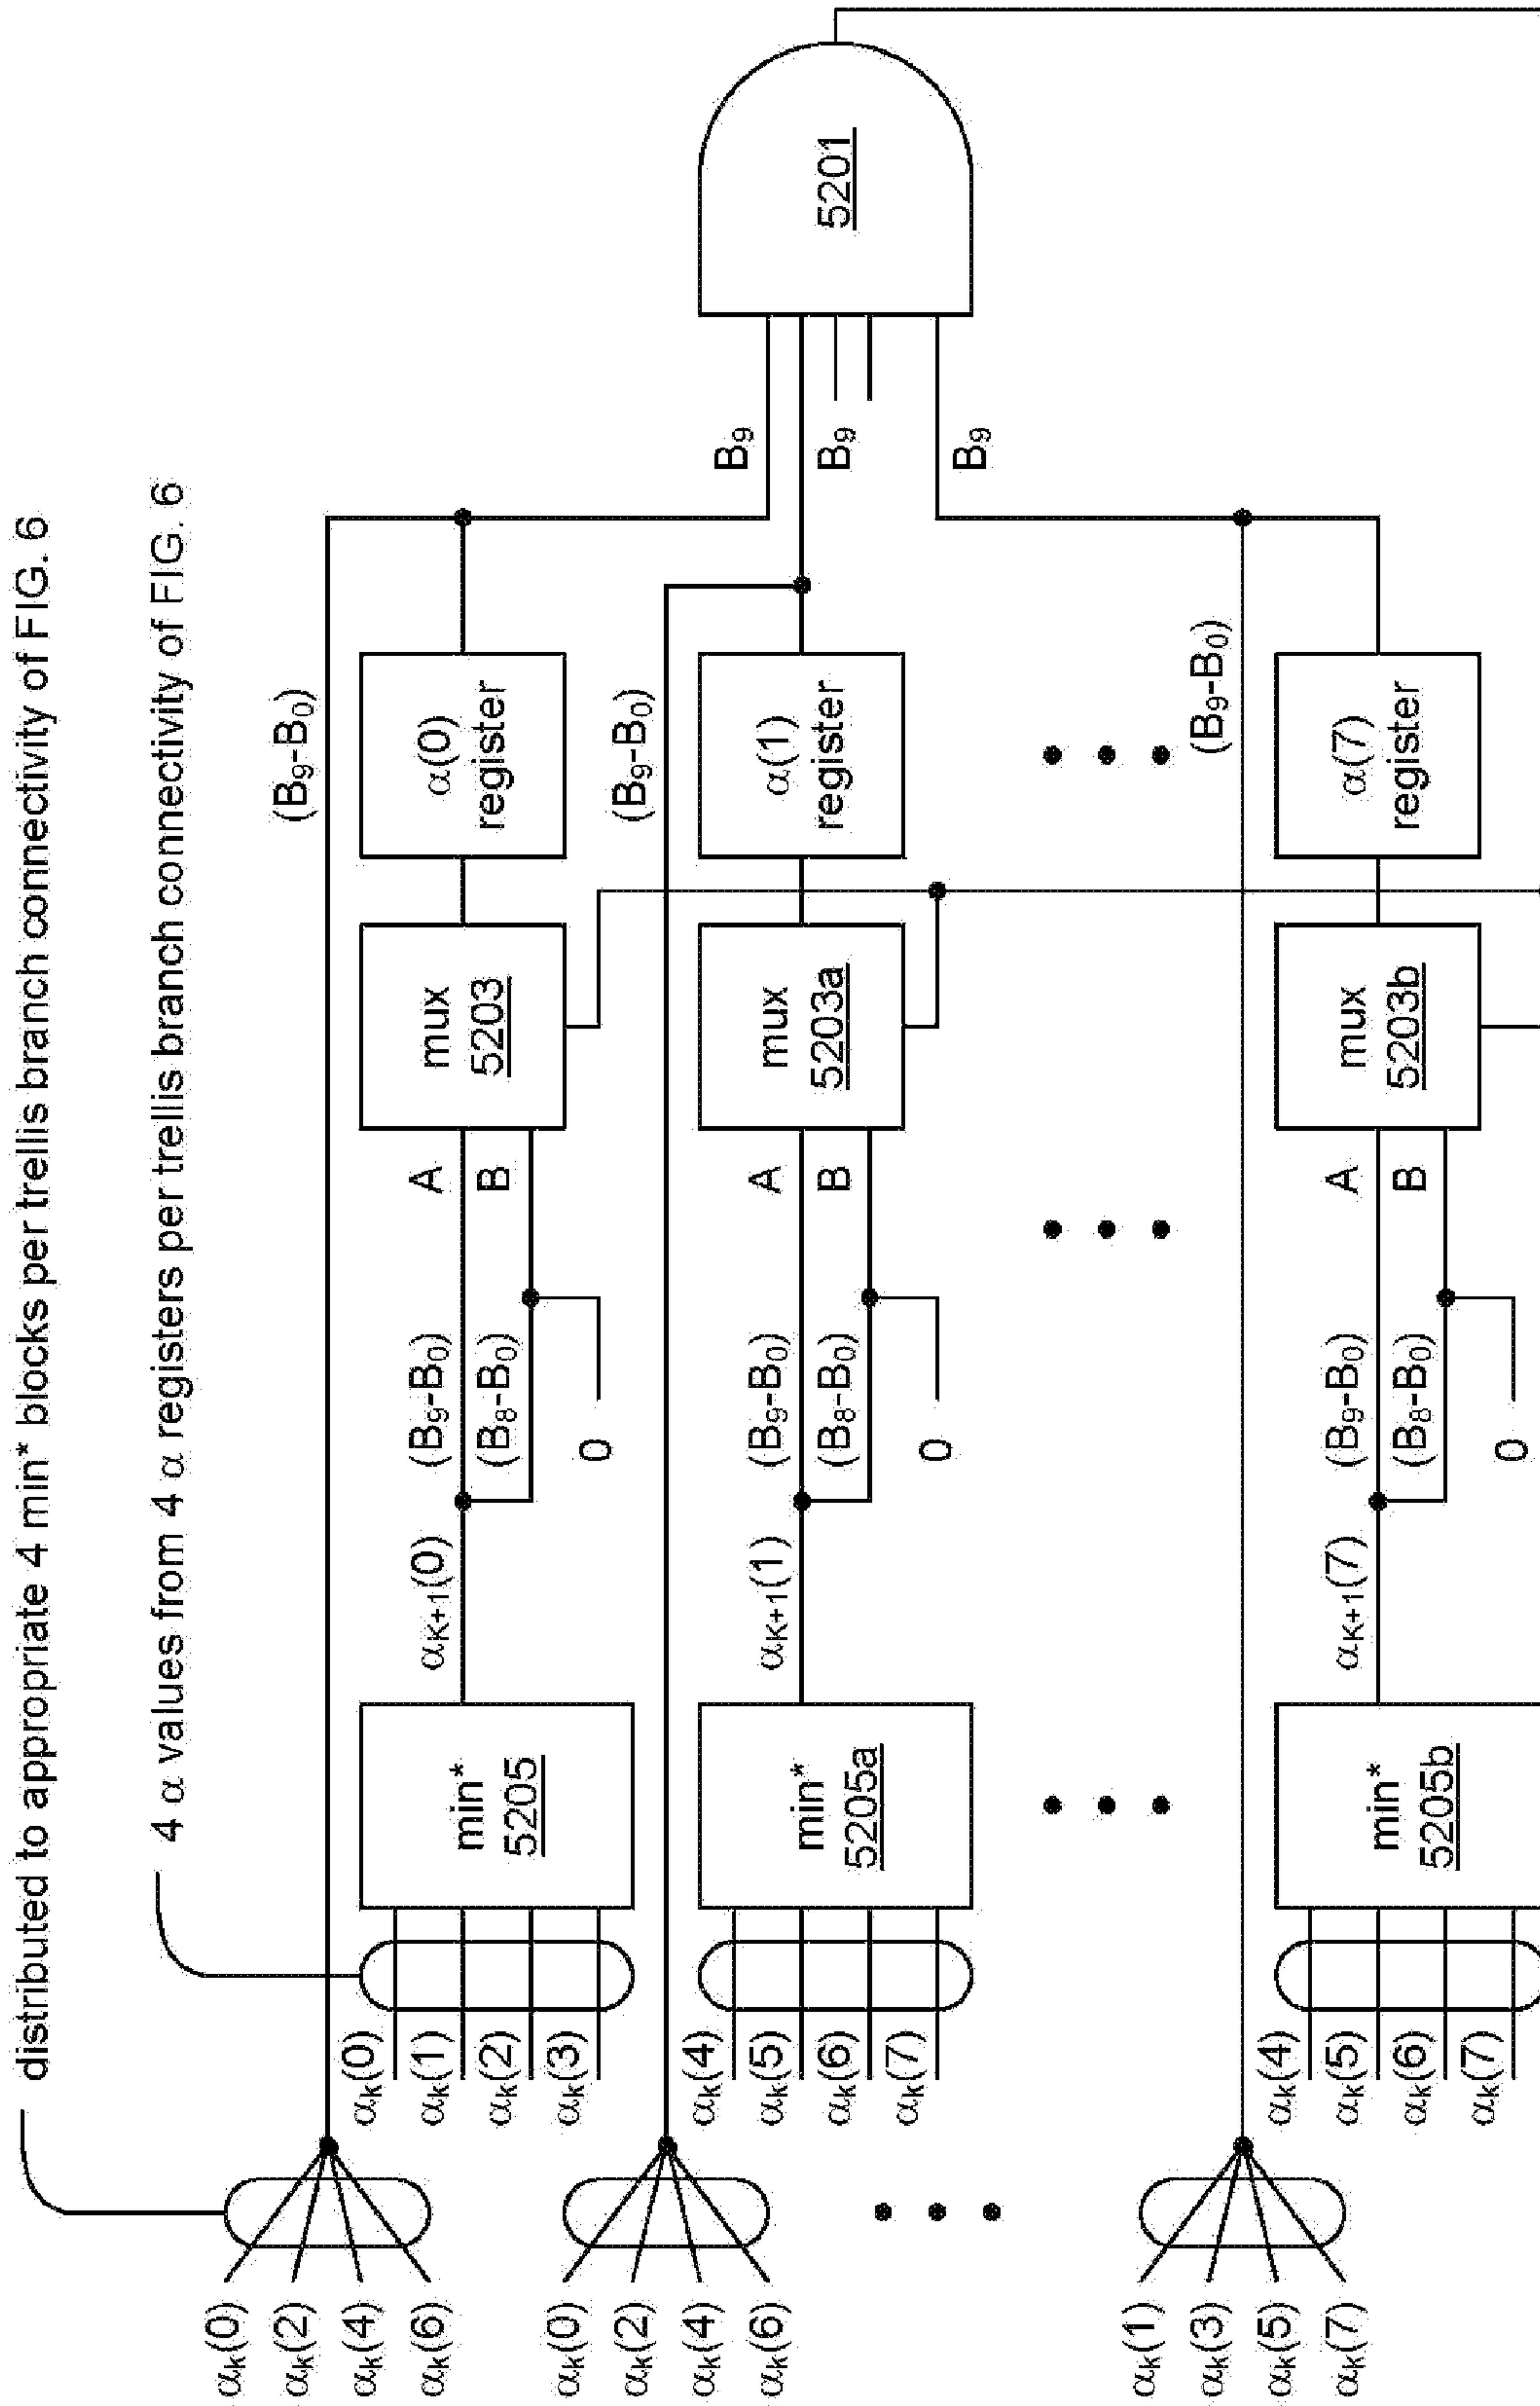 distributed to appropriate 4 min* blocks per trellis branch connectivity of FIG. 6
4 α values from 4 α registers per trellis branch connectivity of FIG. 6
αk(0)
αk(2)
αk(4)
αk(6)
αk(0)
αk(1)
αk(2)
αk(3)
min*
5205
αK+1(0)
(B9-B0)
(B8-B0)
0
A
B
mux
5203
α(0)
register
(B9-B0)
B9
αk(0)
αk(2)
αk(4)
αk(6)
αk(4)
αk(5)
αk(6)
αk(7)
min*
5205a
αK+1(1)
(B9-B0)
(B8-B0)
0
A
B
mux
5203a
α(1)
register
(B9-B0)
B9
5201
αk(1)
αk(3)
αk(5)
αk(7)
αk(4)
αk(5)
αk(6)
αk(7)
min*
5205b
αK+1(7)
(B9-B0)
(B8-B0)
0
A
B
mux
5203b
α(7)
register
(B9-B0)
B9